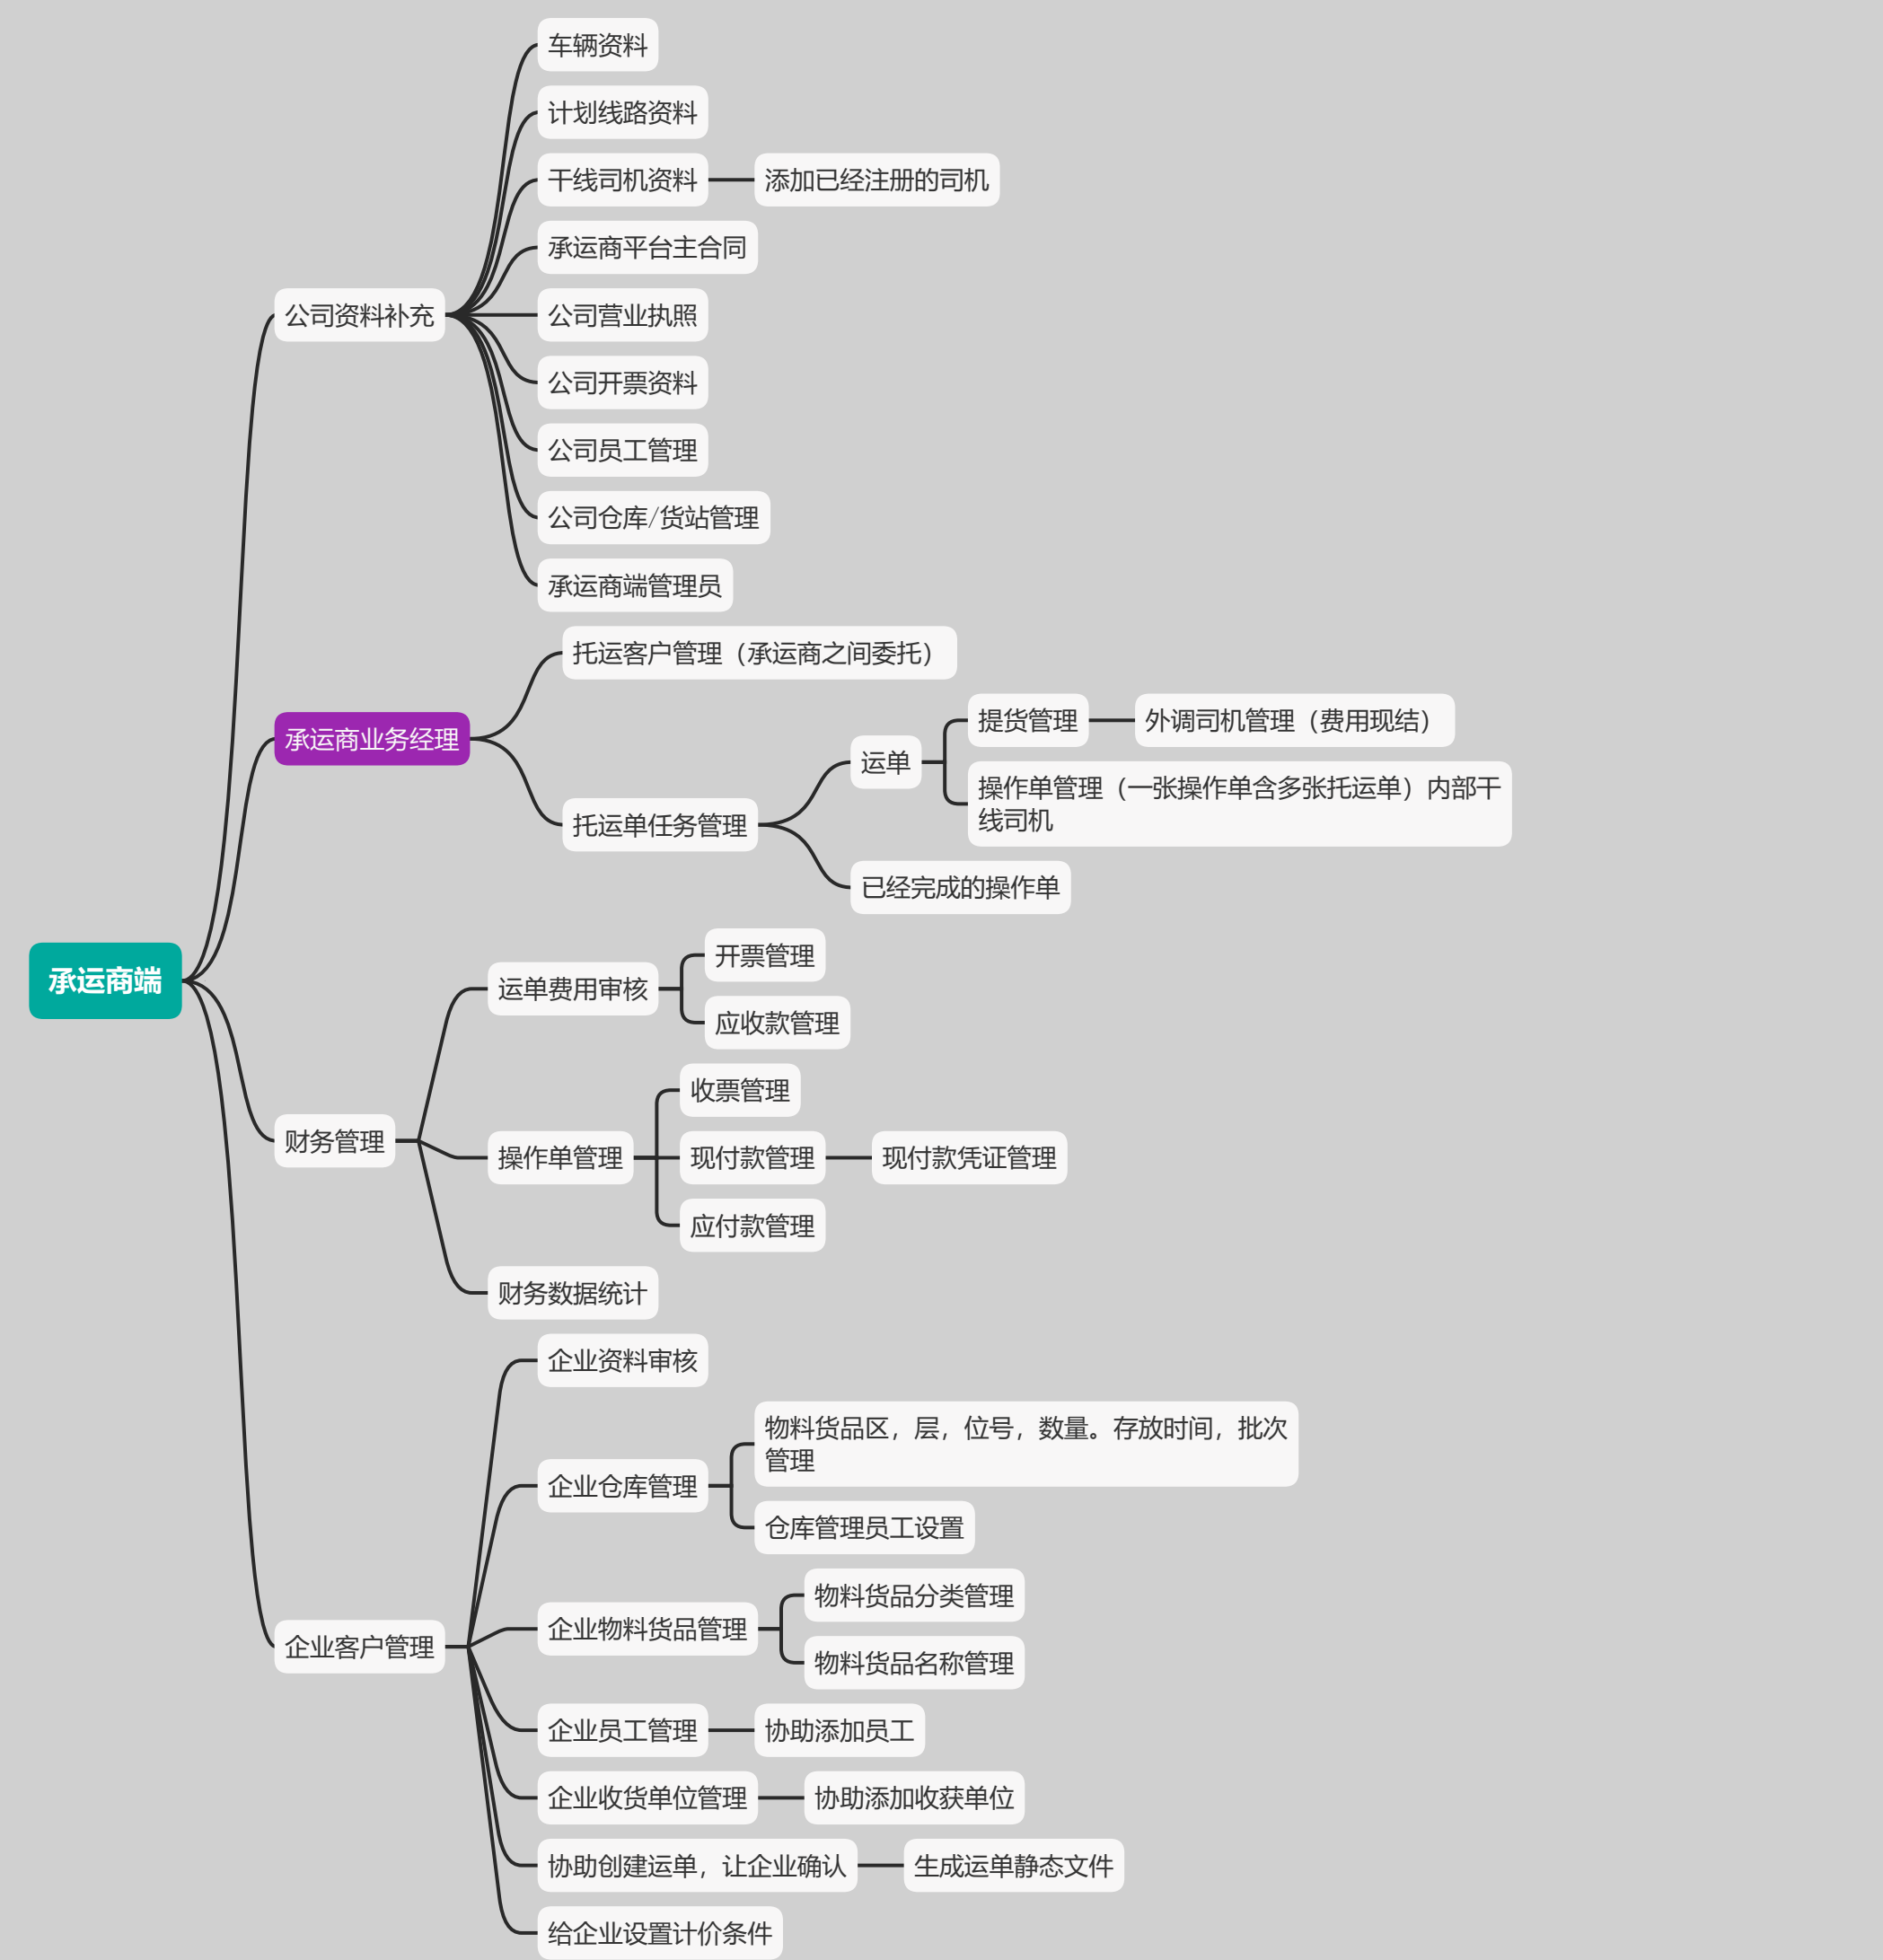 车辆资料
计划线路资料
干线司机资料
添加已经注册的司机
承运商平台主合同
公司资料补充
公司营业执照
公司开票资料
公司员工管理
公司仓库/货站管理
承运商端管理员
托运客户管理（承运商之间委托）
承运商业务经理
提货管理
外调司机管理（费用现结）
运单
操作单管理（一张操作单含多张托运单）内部干
线司机
托运单任务管理
已经完成的操作单
承运商端
开票管理
运单费用审核
应收款管理
收票管理
财务管理
操作单管理
现付款管理
现付款凭证管理
应付款管理
财务数据统计
企业资料审核
物料货品区，层，位号，数量。存放时间，批次
管理
企业仓库管理
仓库管理员工设置
物料货品分类管理
企业物料货品管理
物料货品名称管理
企业客户管理
企业员工管理
协助添加员工
企业收货单位管理
协助添加收获单位
协助创建运单，让企业确认
生成运单静态文件
给企业设置计价条件